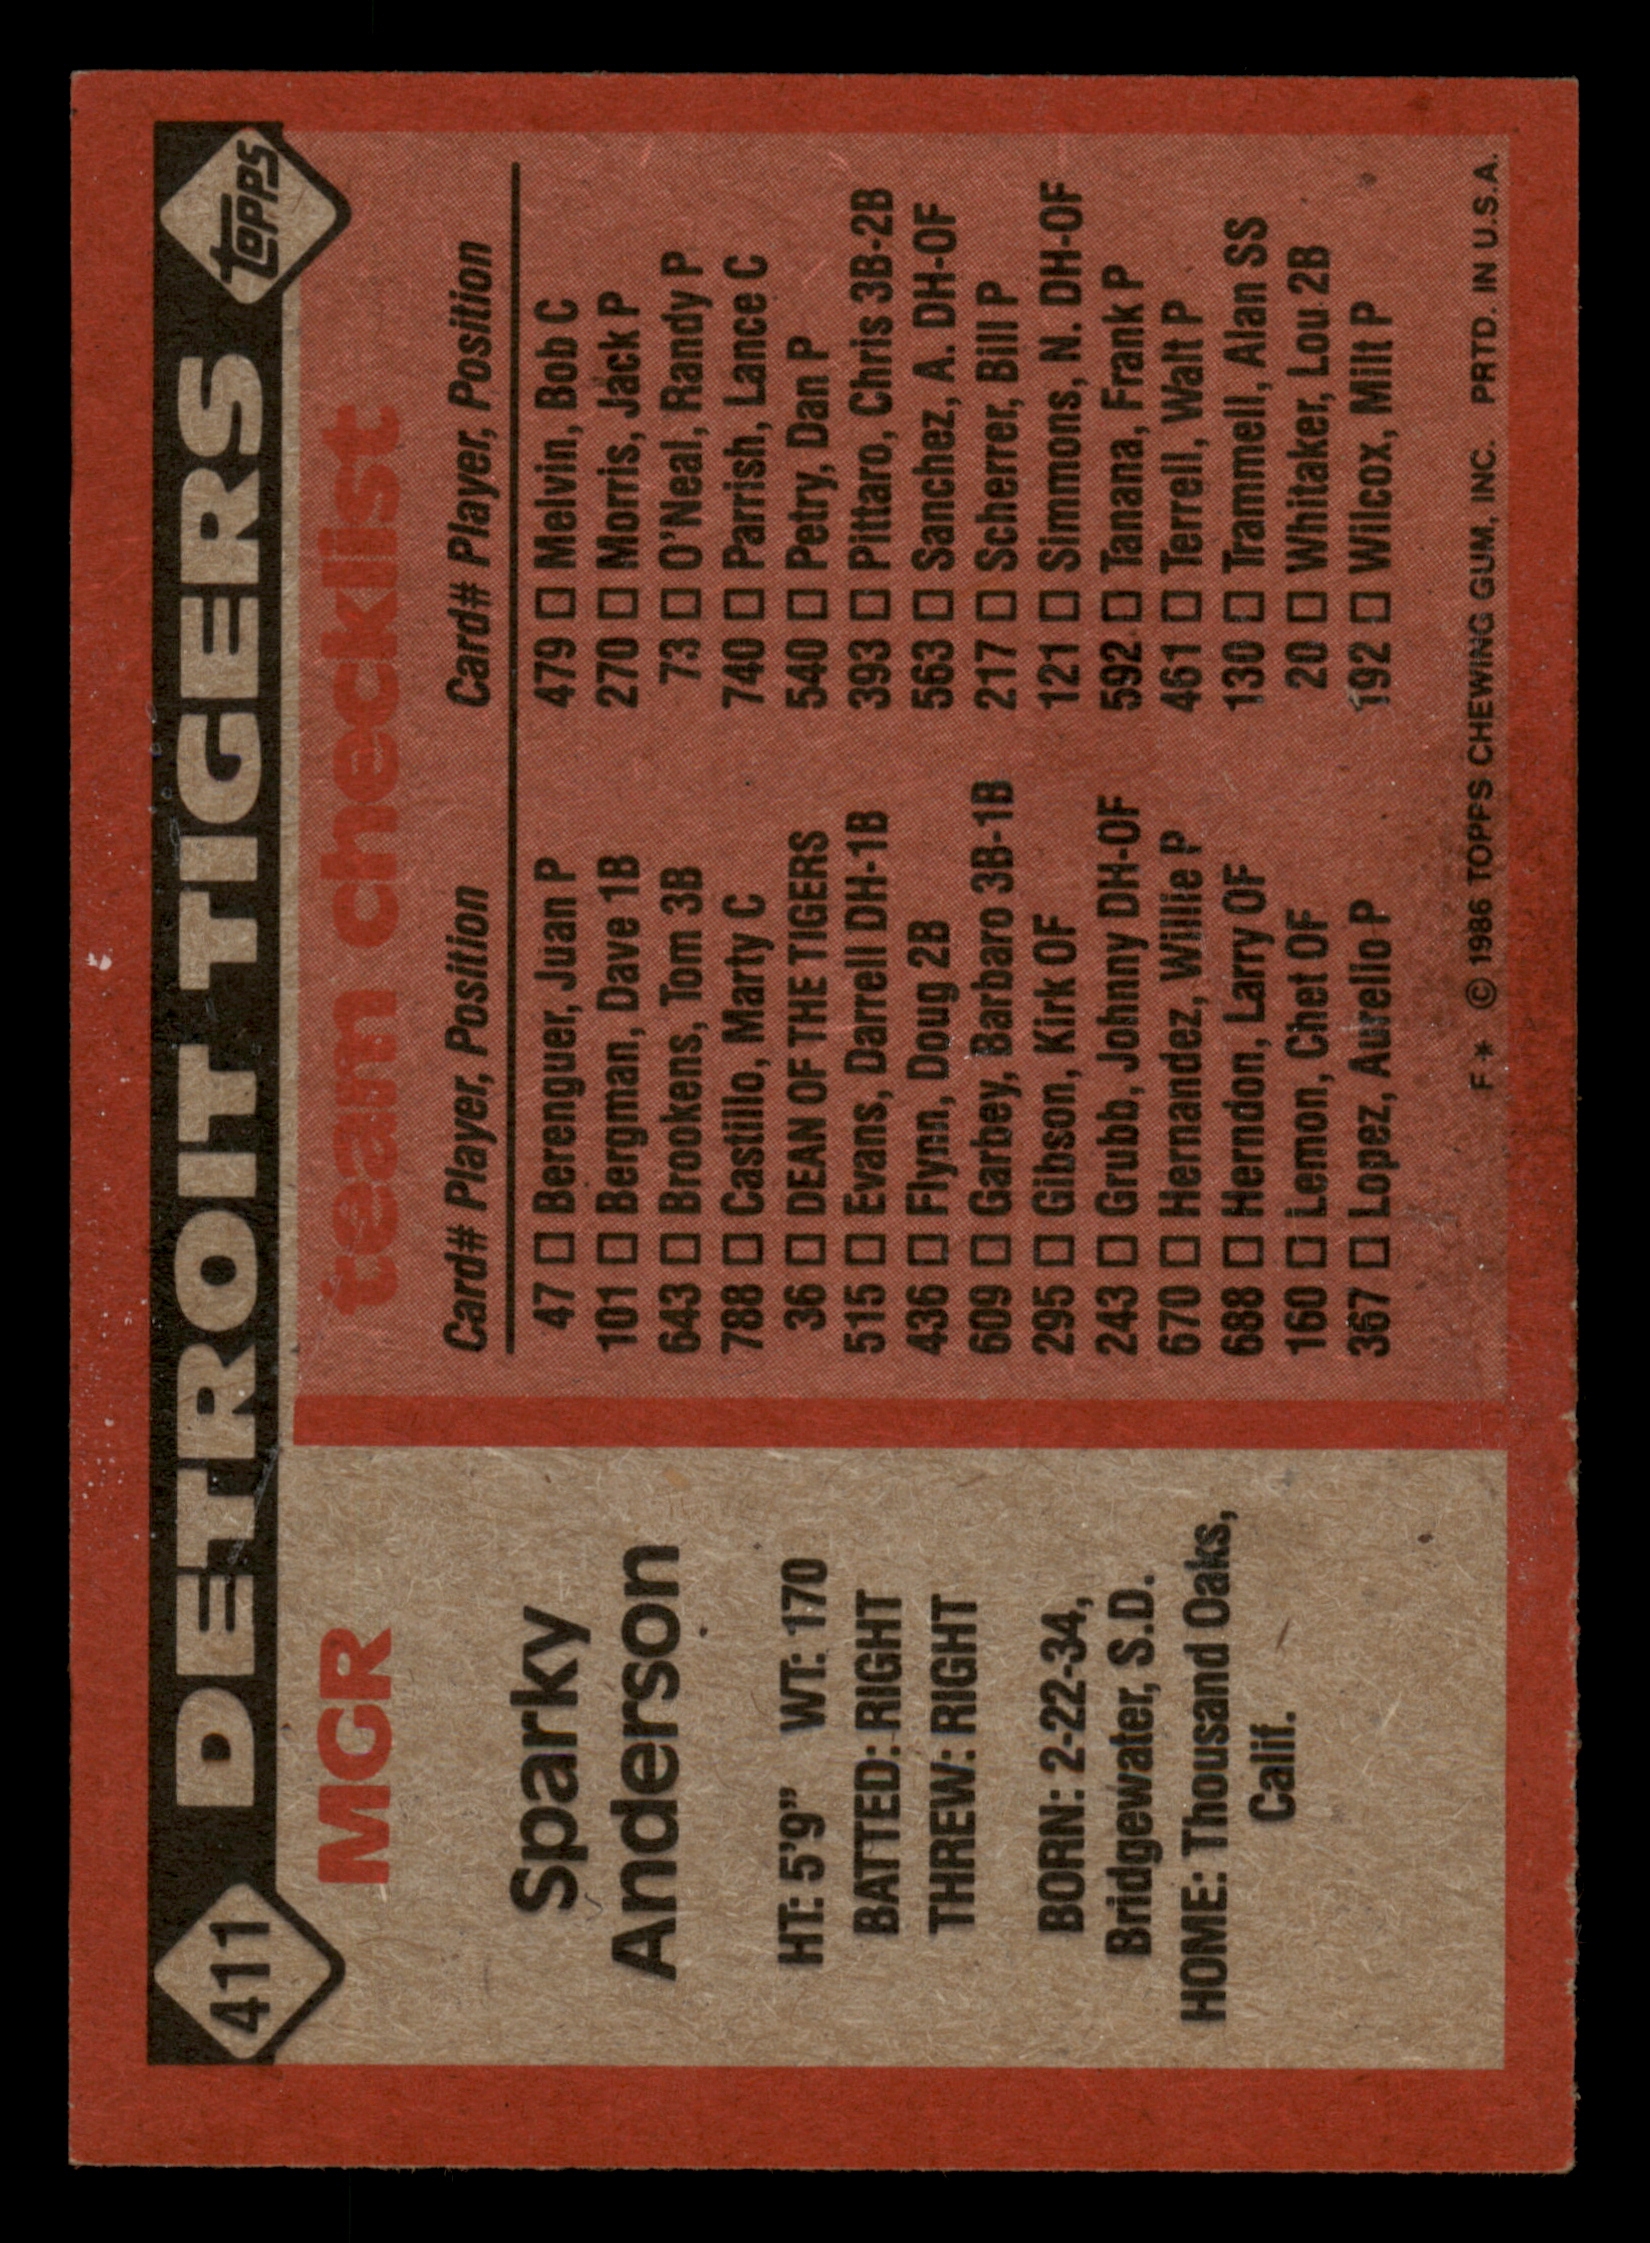 411
DETROIT TIGERS
topps
MGR
Sparky
Anderson
HT: 5'9" WT: 170
BATTED: RIGHT
THREW: RIGHT
BORN: 2-22-34,
Bridgewater, S.D.
HOME: Thousand Oaks,
Calif.
team checklist
Card# Player, Position
47 □ Berenguer, Juan P
101 □ Bergman, Dave 1B
643 □ Brookens, Tom 3B
788 □ Castillo, Marty C
36 □ DEAN OF THE TIGERS
515 □ Evans, Darrell DH-1B
436 □ Flynn, Doug 2B
609 □ Garbey, Barbaro 3B-1B
295 □ Gibson, Kirk OF
243 □ Grubb, Johnny DH-OF
670 □ Hernandez, Willie P
688 □ Herndon, Larry OF
160 □ Lemon, Chet OF
367 □ Lopez, Aurelio P
Card# Player, Position
479 □ Melvin, Bob C
270 □ Morris, Jack P
73 □ O'Neal, Randy P
740 □ Parrish, Lance C
540 □ Petry, Dan P
393 □ Pittaro, Chris 3B-2B
563 □ Sanchez, A. DH-OF
217 □ Scherrer, Bill P
121 □ Simmons, N. DH-OF
592 □ Tanana, Frank P
461 □ Terrell, Walt P
130 □ Trammell, Alan SS
20 □ Whitaker, Lou 2B
192 □ Wilcox, Milt P
F* © 1986 TOPPS CHEWING GUM, INC. PRTD. IN U.S.A.